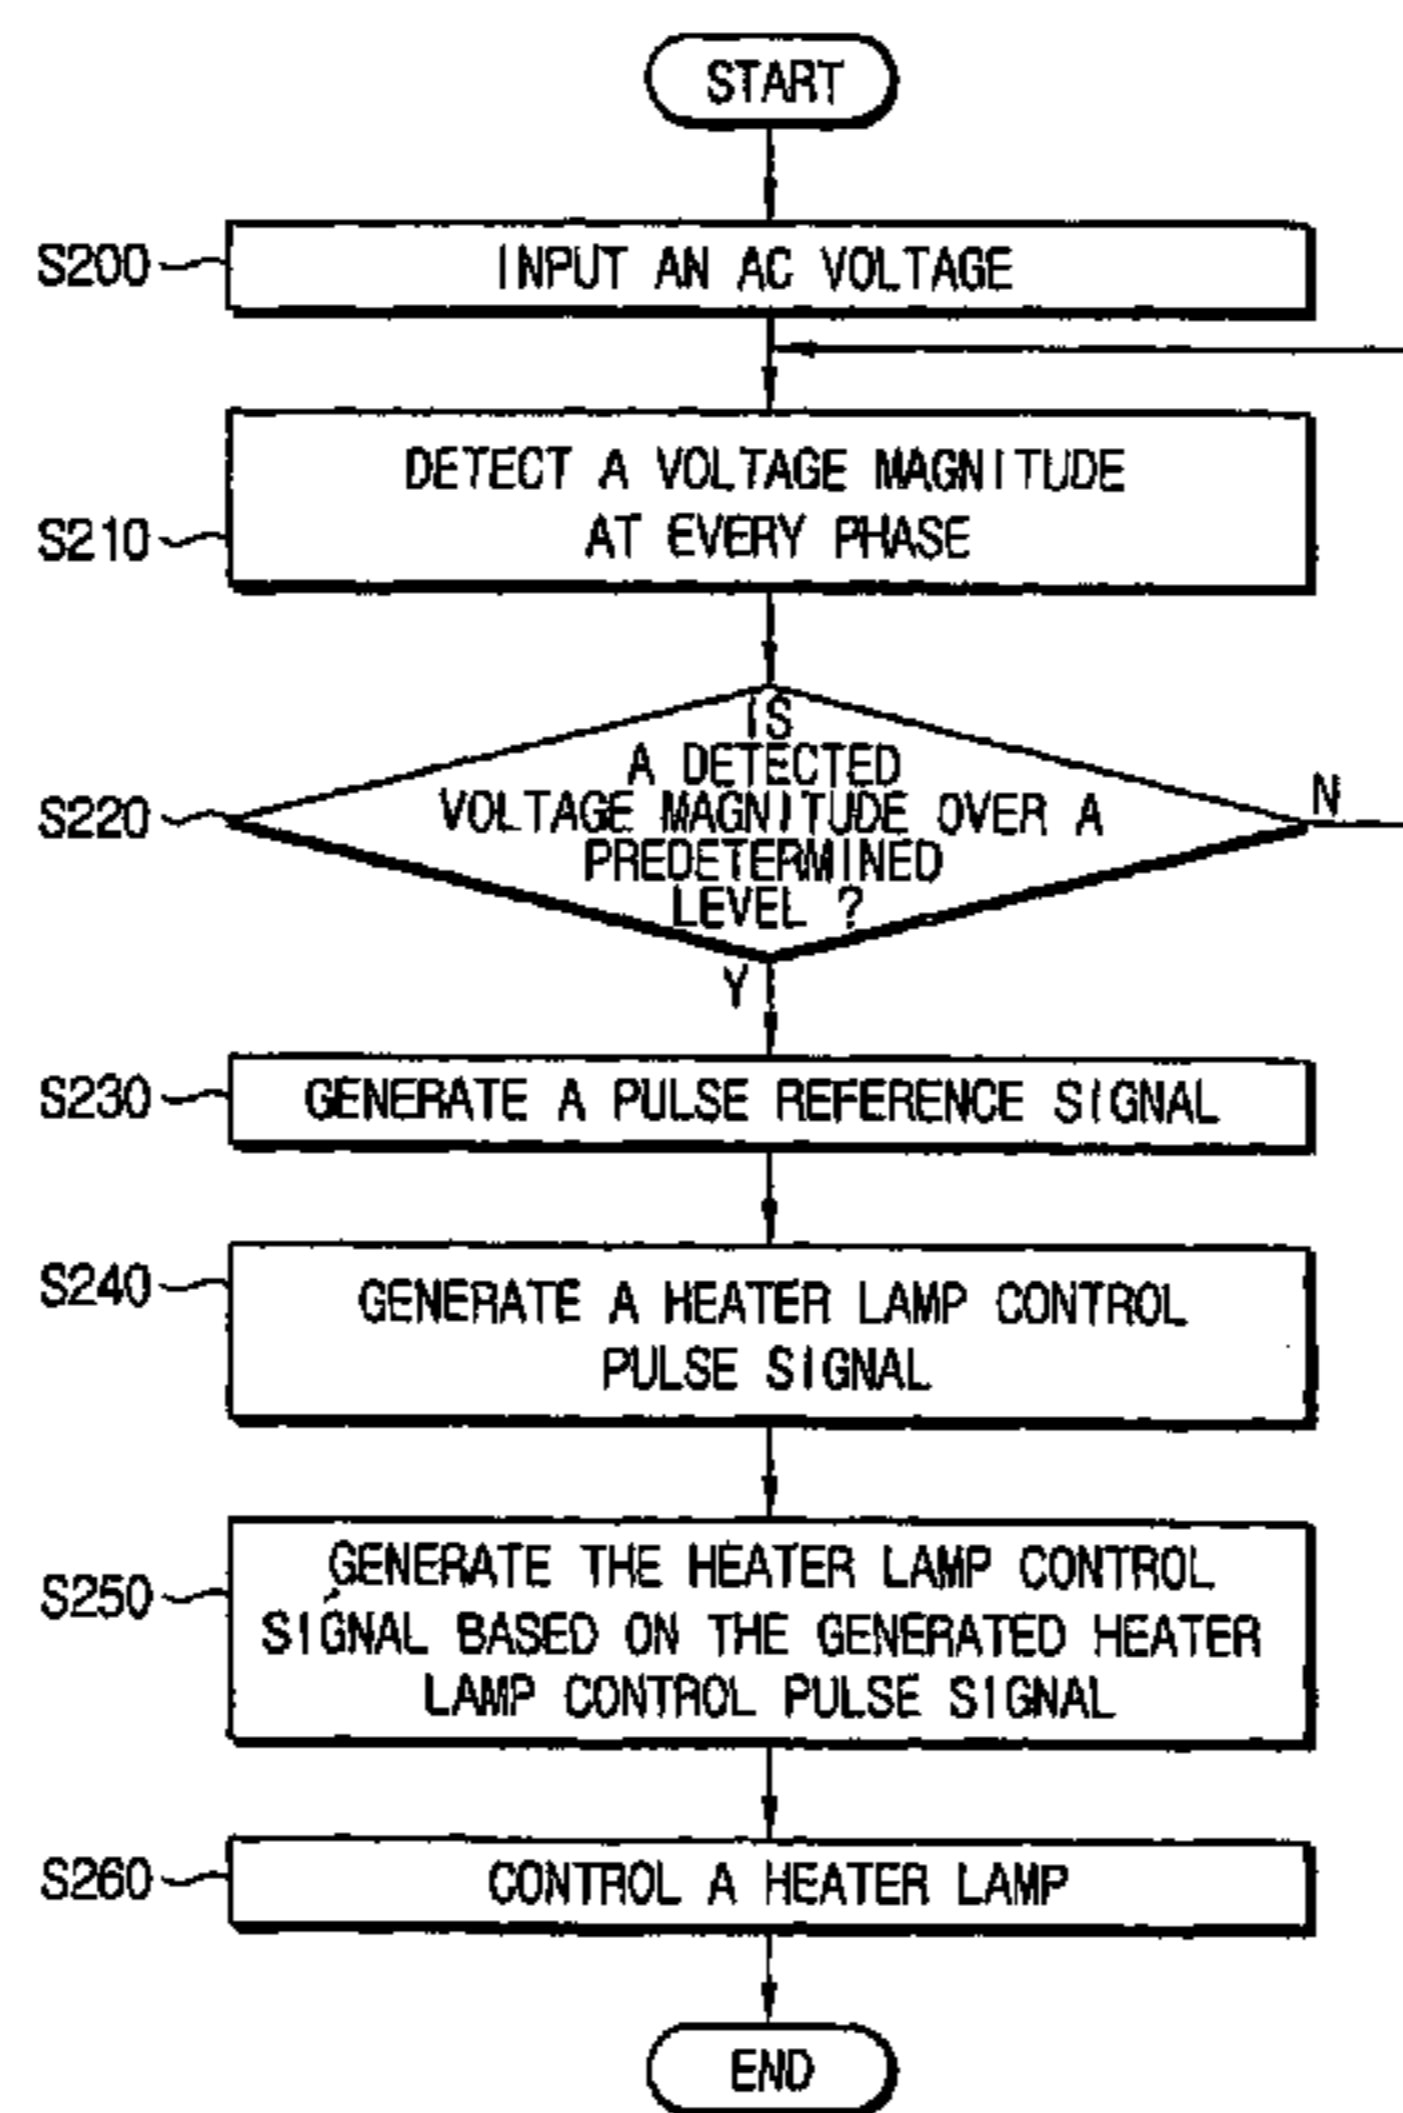 START
S200
INPUT AN AC VOLTAGE
S210
DETECT A VOLTAGE MAGNITUDE
AT EVERY PHASE
S220
IS
A DETECTED
VOLTAGE MAGNITUDE OVER A
PREDETERMINED
LEVEL ?
N
Y
S230
GENERATE A PULSE REFERENCE SIGNAL
S240
GENERATE A HEATER LAMP CONTROL
PULSE SIGNAL
S250
GENERATE THE HEATER LAMP CONTROL
SIGNAL BASED ON THE GENERATED HEATER
LAMP CONTROL PULSE SIGNAL
S260
CONTROL A HEATER LAMP
END